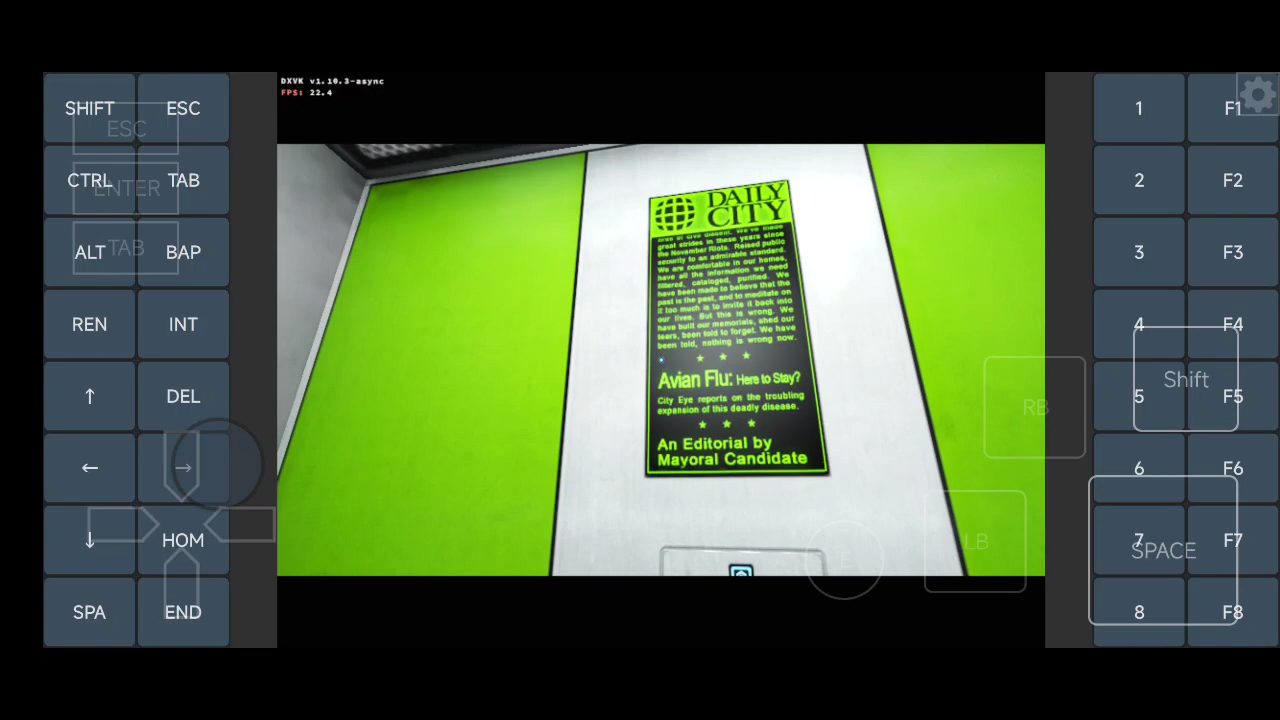 DXVK v1.10.3-async
FPS: 22.4
SHIFT
ESC
ESC
CTRL
TAB
ENTER
ALT
BAP
TAB
REN
INT
↑
DEL
←
→
↓
HOM
SPA
END
DAILY
CITY
great strides in these years since
the November Riots. Raised public
security to an admirable standard.
We are comfortable in our homes,
have all the information we need
filtered, cataloged, purified. We
have been made to believe that the
past is the past, and to meditate on
it too much is to invite it back into
our lives. But this is wrong. We
have built our memorials, shed our
tears, been told to forget. We have
been told, nothing is wrong now.
Avian Flu: Here to Stay?
City Eye reports on the troubling
expansion of this deadly disease.
An Editorial by
Mayoral Candidate
RB
LB
E
1
F1
2
F2
3
F3
4
F4
Shift
5
F5
6
F6
7
F7
SPACE
8
F8